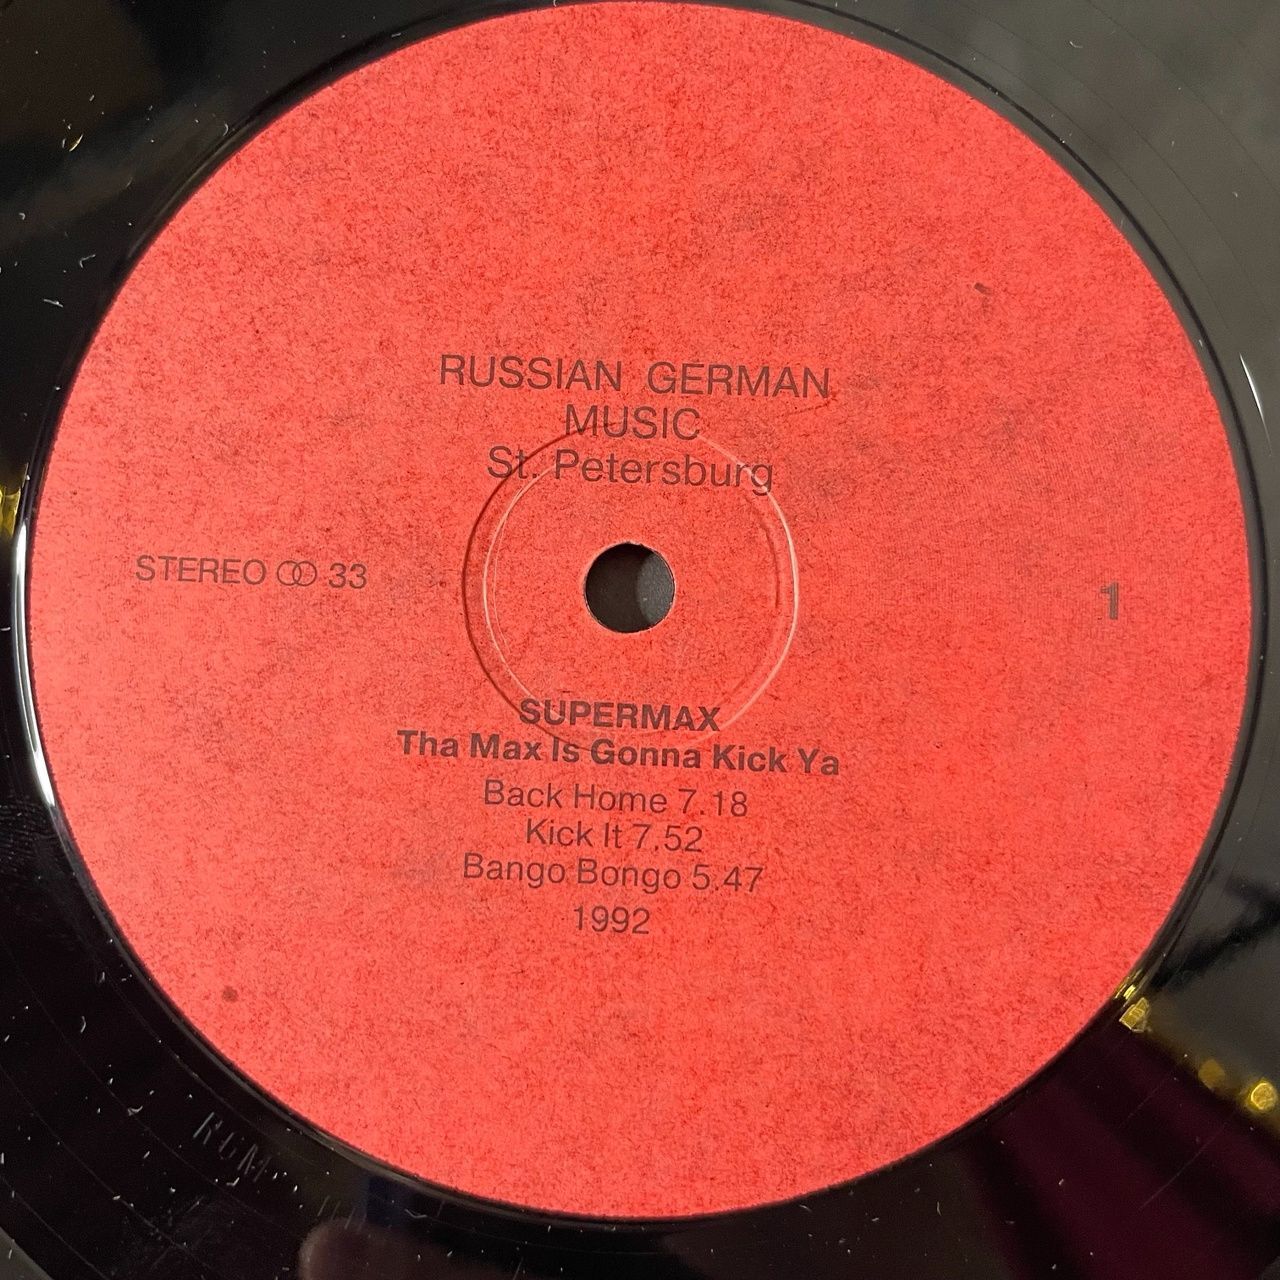 RUSSIAN GERMAN
MUSIC
St. Petersburg
STEREO 33
1
SUPERMAX
Tha Max Is Gonna Kick Ya
Back Home 7.18
Kick It 7.52
Bango Bongo 5.47
1992
RGM